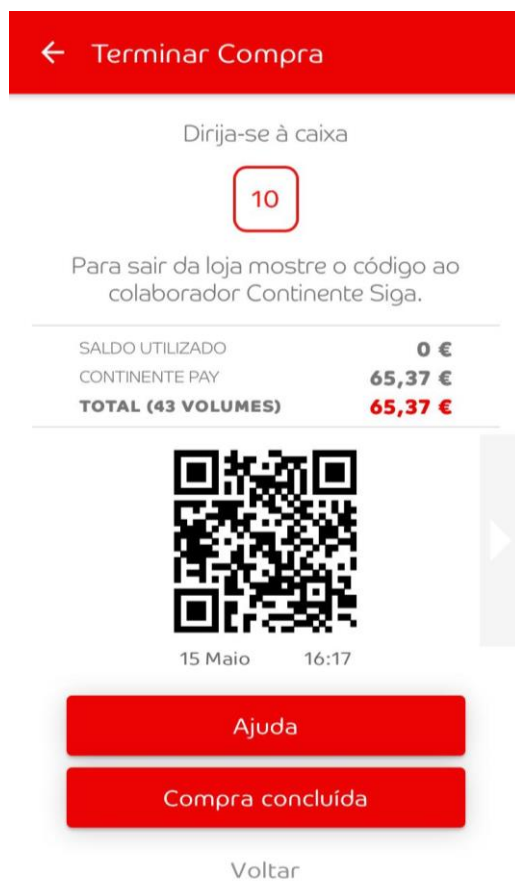 Terminar Compra
Dirija-se à caixa
10
Para sair da loja mostre o código ao
colaborador Continente Siga.
SALDO UTILIZADO 0 €
CONTINENTE PAY 65,37 €
TOTAL (43 VOLUMES) 65,37 €
15 Maio 16:17
Ajuda
Compra concluída
Voltar